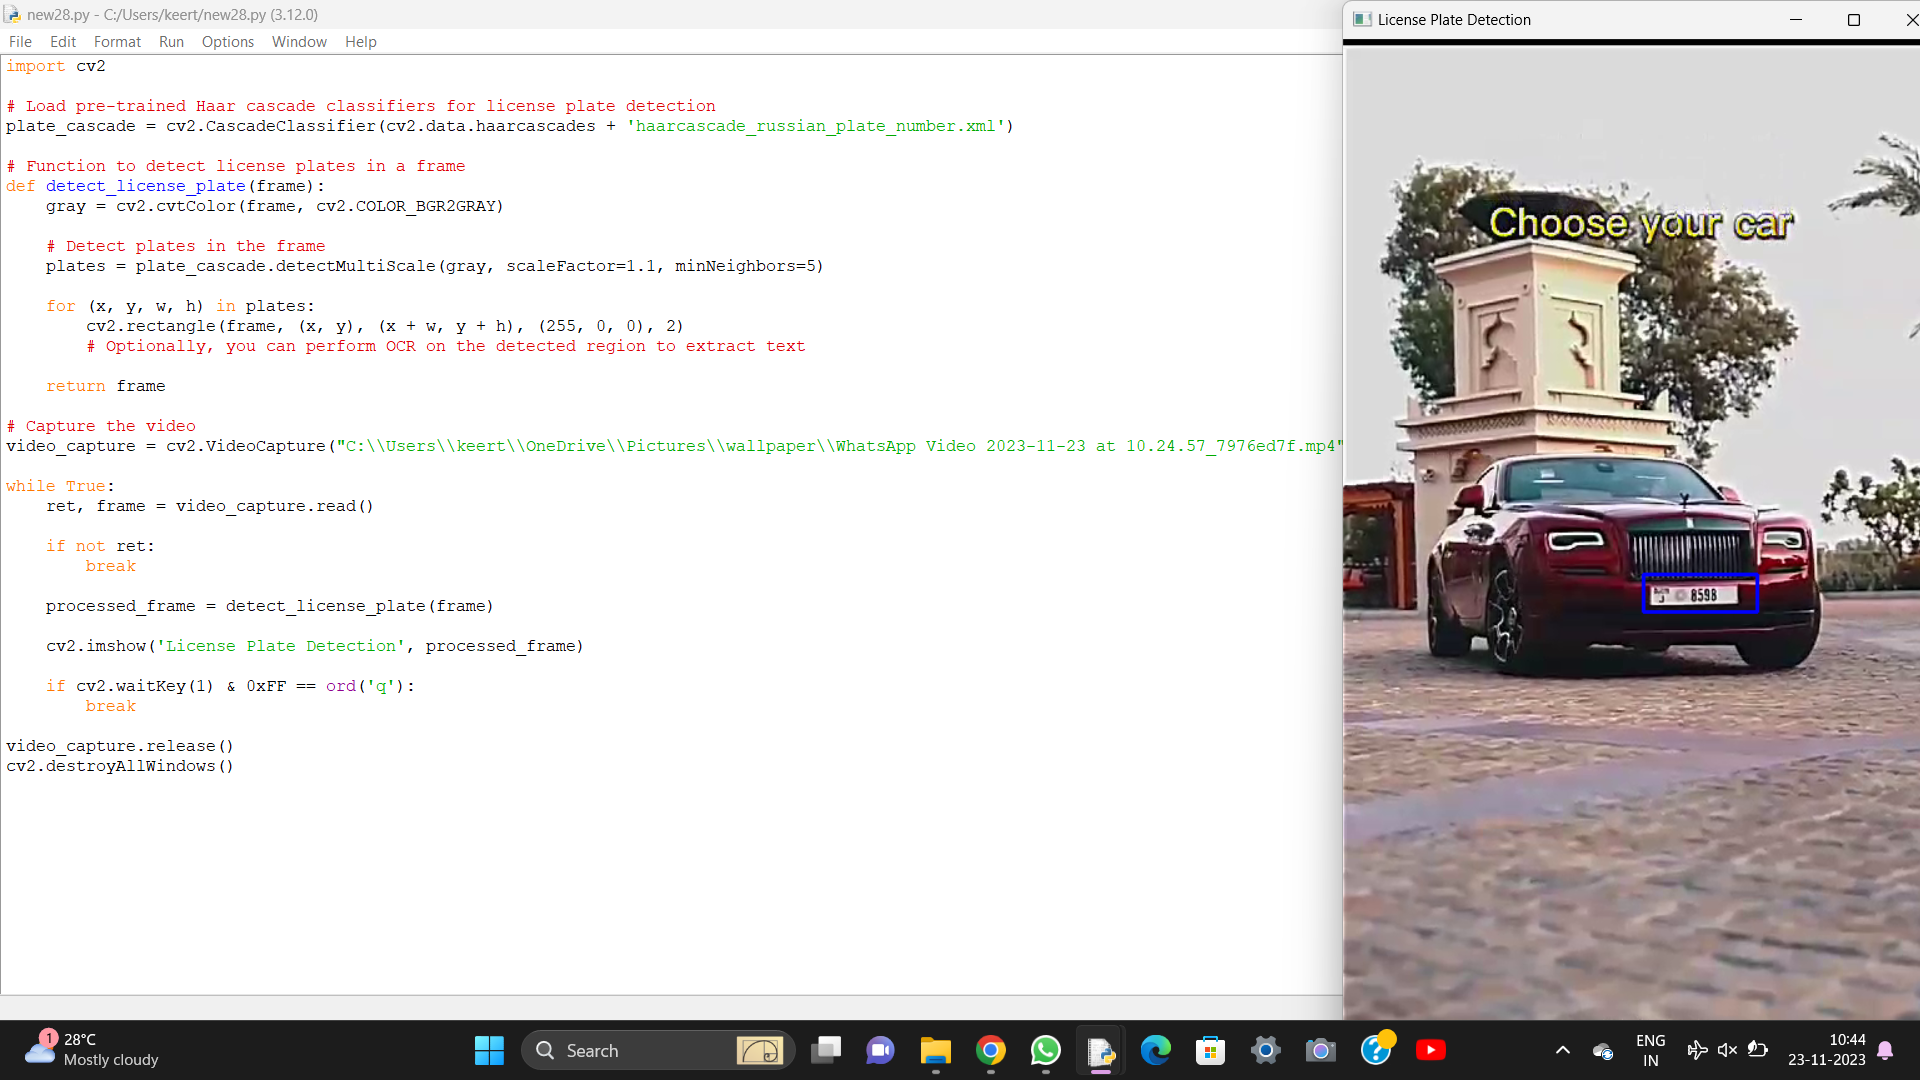 new28.py - C:/Users/keert/new28.py (3.12.0)
File Edit Format Run Options Window Help
import cv2
# Load pre-trained Haar cascade classifiers for license plate detection
plate_cascade = cv2.CascadeClassifier(cv2.data.haarcascades + 'haarcascade_russian_plate_number.xml')
# Function to detect license plates in a frame
def detect_license_plate(frame):
    gray = cv2.cvtColor(frame, cv2.COLOR_BGR2GRAY)
    # Detect plates in the frame
    plates = plate_cascade.detectMultiScale(gray, scaleFactor=1.1, minNeighbors=5)
    for (x, y, w, h) in plates:
        cv2.rectangle(frame, (x, y), (x + w, y + h), (255, 0, 0), 2)
        # Optionally, you can perform OCR on the detected region to extract text
    return frame
# Capture the video
video_capture = cv2.VideoCapture("C:\\Users\\keert\\OneDrive\\Pictures\\wallpaper\\WhatsApp Video 2023-11-23 at 10.24.57_7976ed7f.mp4"
while True:
    ret, frame = video_capture.read()
    if not ret:
        break
    processed_frame = detect_license_plate(frame)
    cv2.imshow('License Plate Detection', processed_frame)
    if cv2.waitKey(1) & 0xFF == ord('q'):
        break
video_capture.release()
cv2.destroyAllWindows()
License Plate Detection
Choose your car
8598
1
28°C
Mostly cloudy
Search
ENG
IN
10:44
23-11-2023